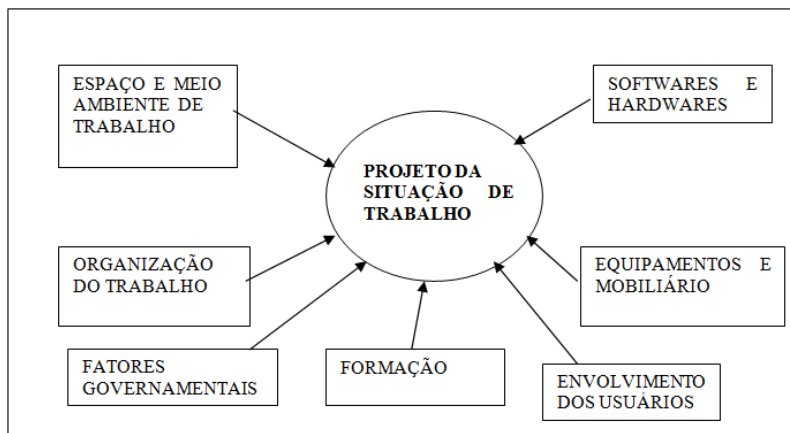 ESPAÇO E MEIO
AMBIENTE DE
TRABALHO
SOFTWARES E
HARDWARES
PROJETO DA
SITUAÇÃO DE
TRABALHO
ORGANIZAÇÃO
DO TRABALHO
EQUIPAMENTOS E
MOBILIÁRIO
FATORES
GOVERNAMENTAIS
FORMAÇÃO
ENVOLVIMENTO
DOS USUÁRIOS